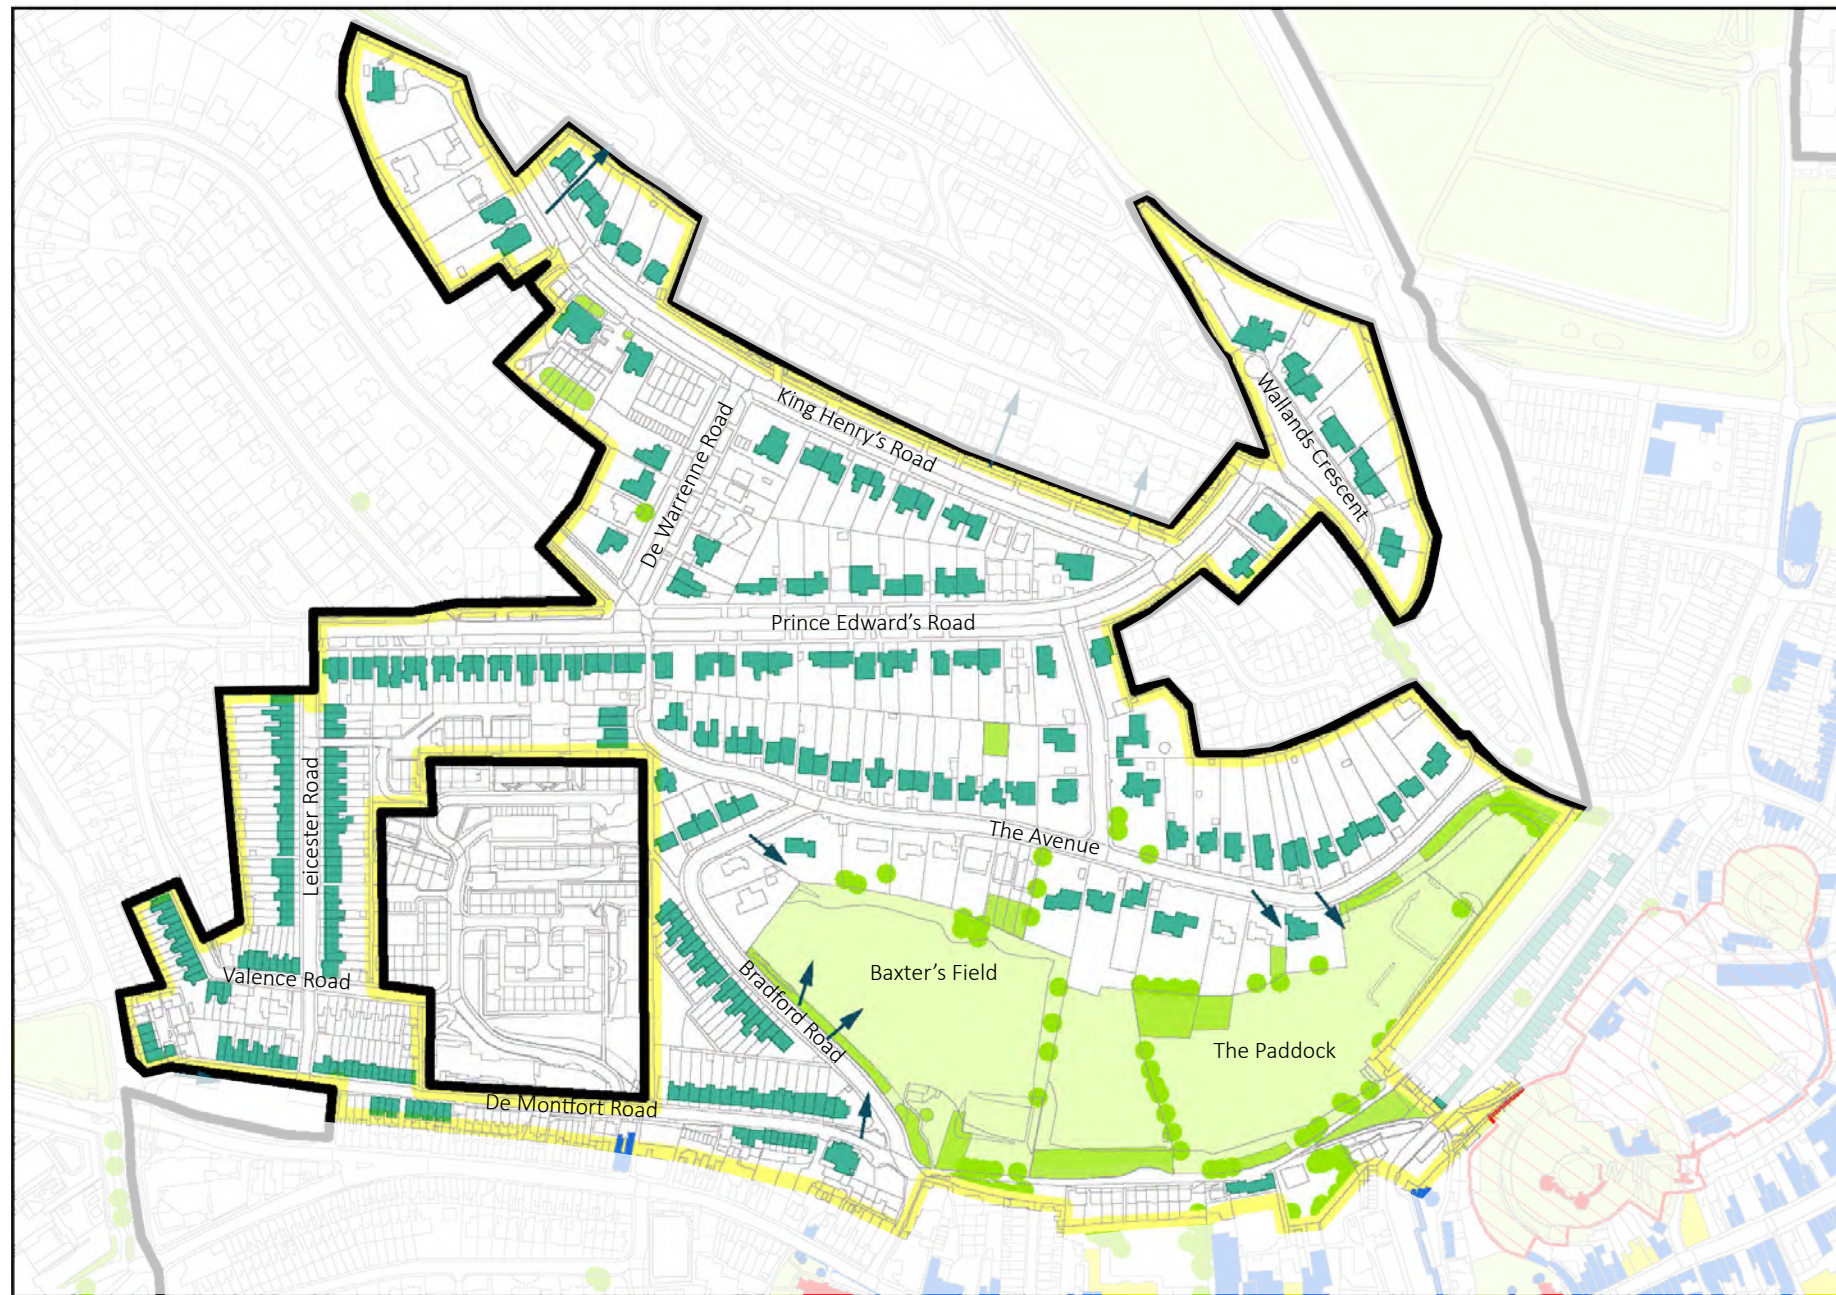 King Henry's Road
Wallands Crescent
De Warrenne Road
Prince Edward's Road
Leicester Road
The Avenue
Valence Road
Bradford Road
Baxter's Field
The Paddock
De Montfort Road